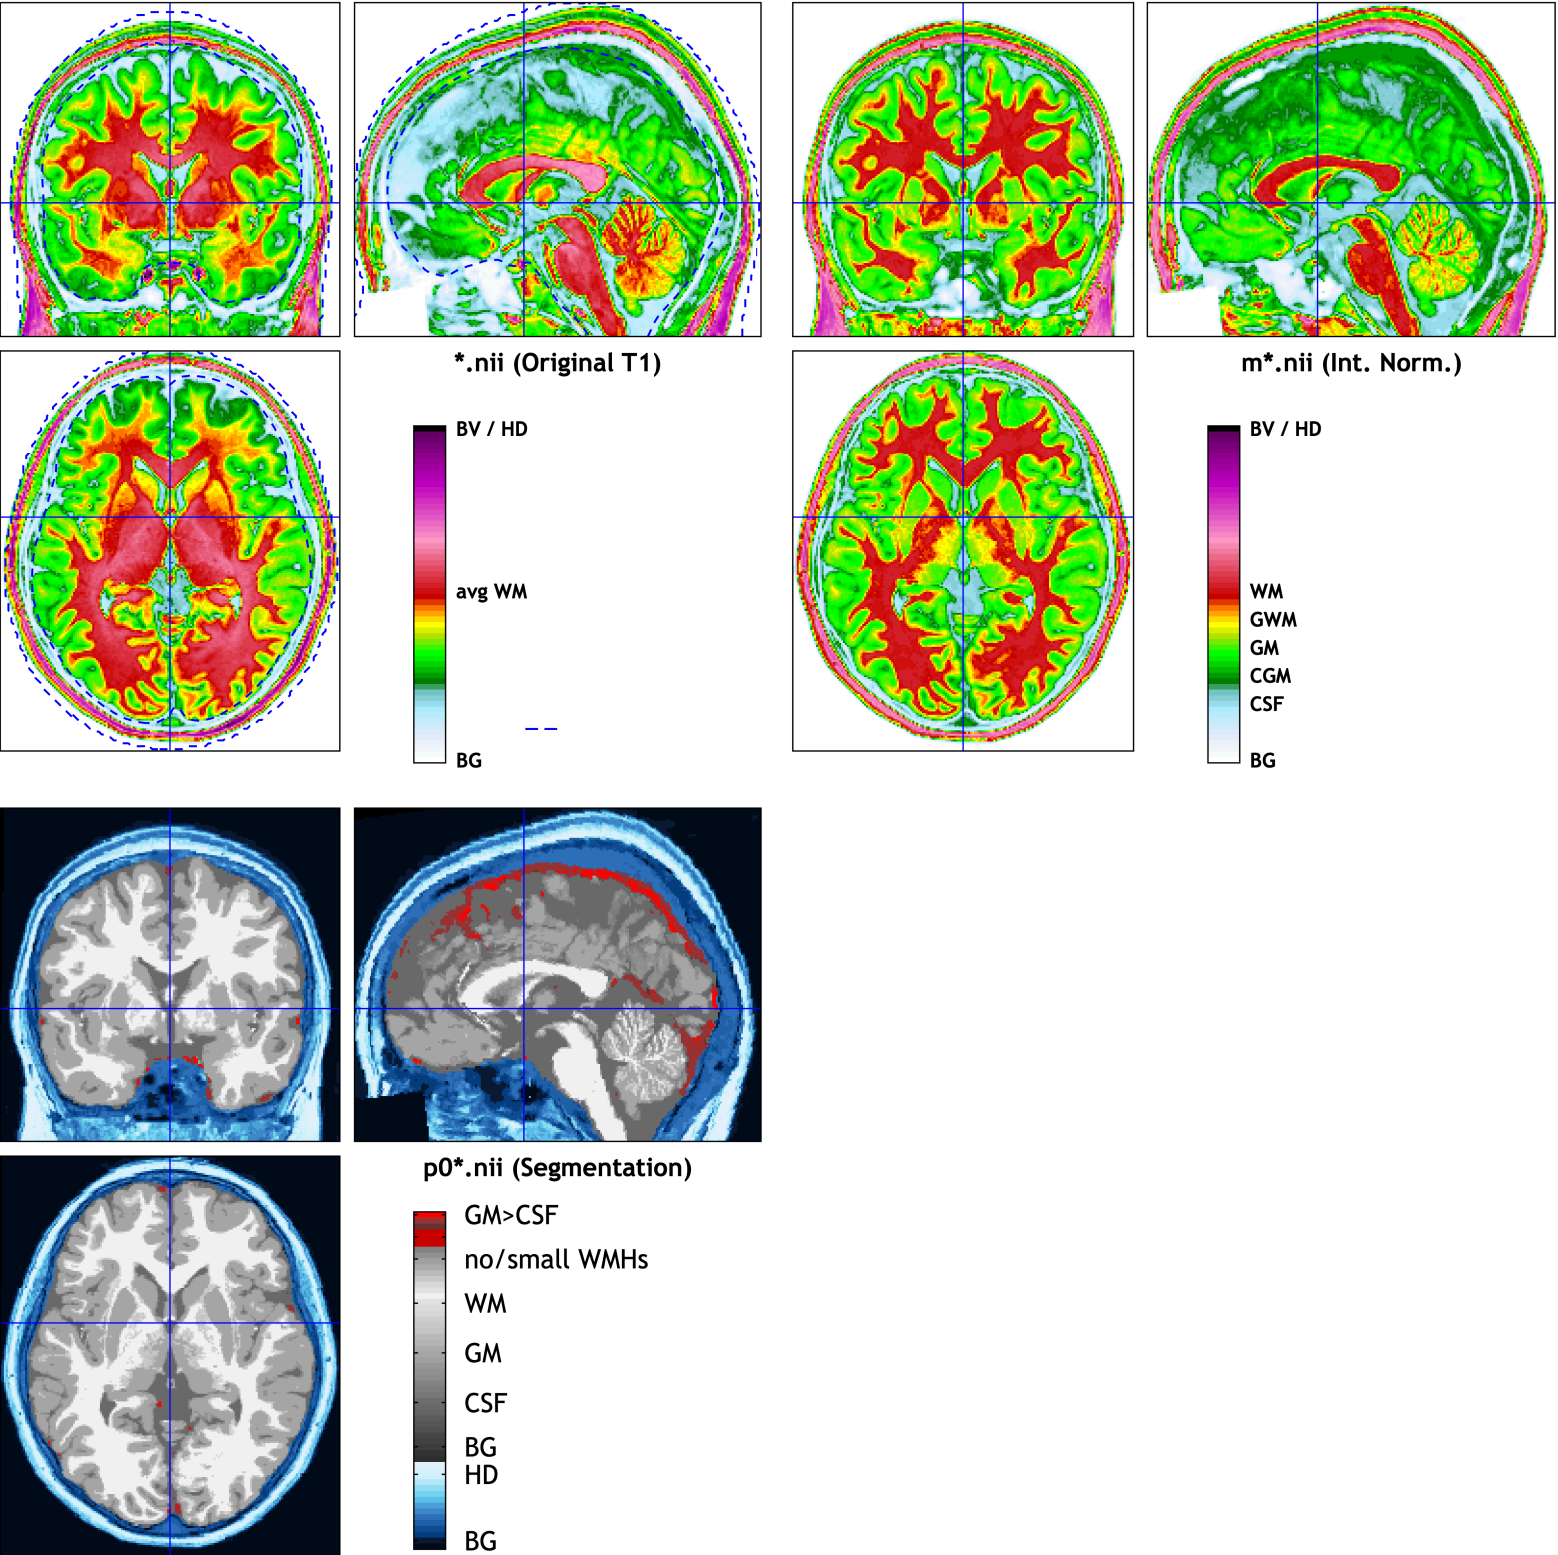 *.nii (Original T1)
BV / HD
avg WM
BG
m*.nii (Int. Norm.)
BV / HD
WM
GWM
GM
CGM
CSF
BG
p0*.nii (Segmentation)
GM>CSF
no/small WMHs
WM
GM
CSF
BG
HD
BG